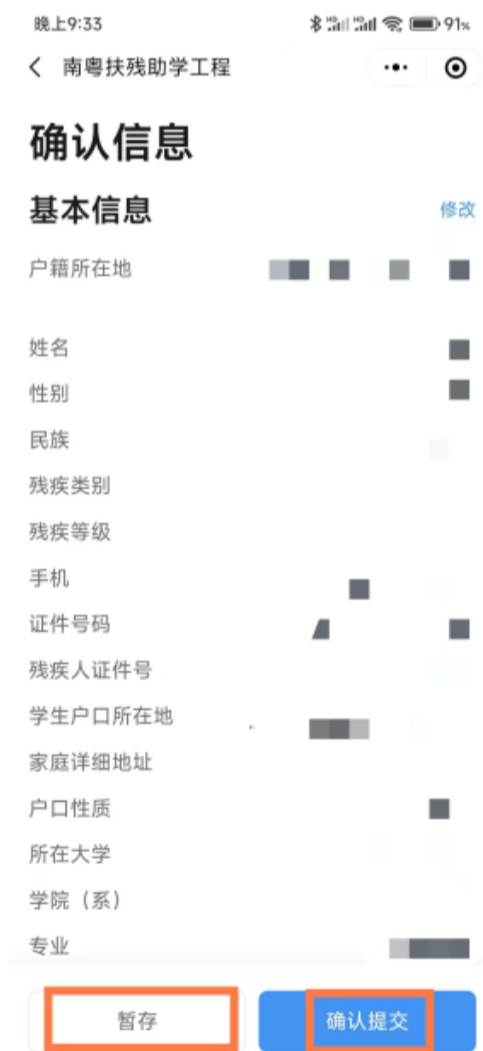 晚上9:33
91%
南粤扶残助学工程
确认信息
基本信息
修改
户籍所在地
姓名
性别
民族
残疾类别
残疾等级
手机
证件号码
残疾人证件号
学生户口所在地
家庭详细地址
户口性质
所在大学
学院（系）
专业
暂存
确认提交